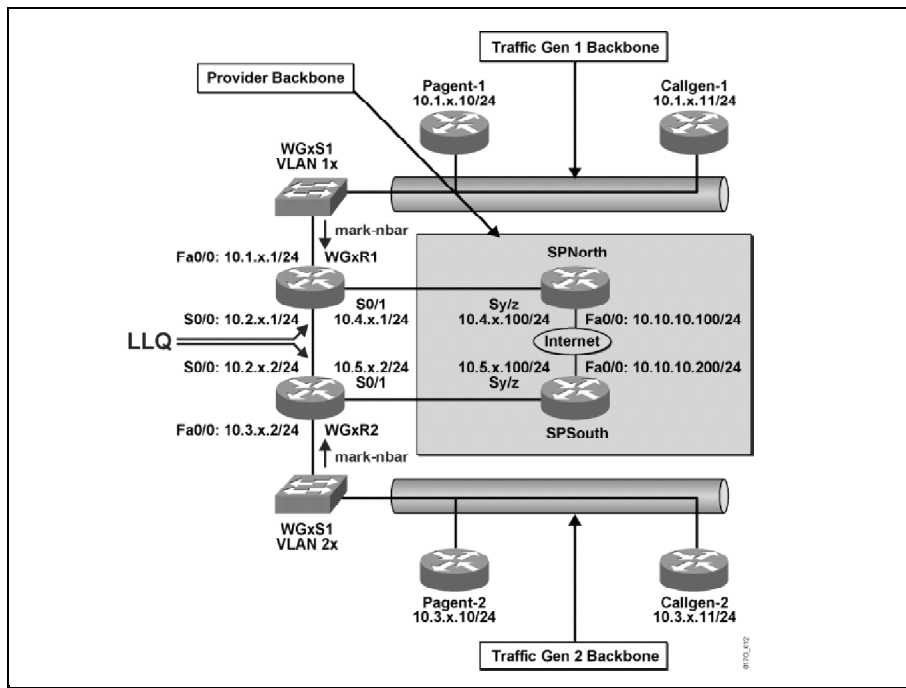 Traffic Gen 1 Backbone
Provider Backbone
Pagent-1
10.1.x.10/24
Callgen-1
10.1.x.11/24
WGxS1
VLAN 1x
mark-nbar
Fa0/0: 10.1.x.1/24
WGxR1
SPNorth
S0/1
10.4.x.1/24
Sy/z
10.4.x.100/24
Fa0/0: 10.10.10.100/24
S0/0: 10.2.x.1/24
LLQ
Internet
S0/0: 10.2.x.2/24
10.5.x.2/24
S0/1
10.5.x.100/24
Sy/z
Fa0/0: 10.10.10.200/24
Fa0/0: 10.3.x.2/24
WGxR2
SPSouth
mark-nbar
WGxS1
VLAN 2x
Pagent-2
10.3.x.10/24
Callgen-2
10.3.x.11/24
Traffic Gen 2 Backbone